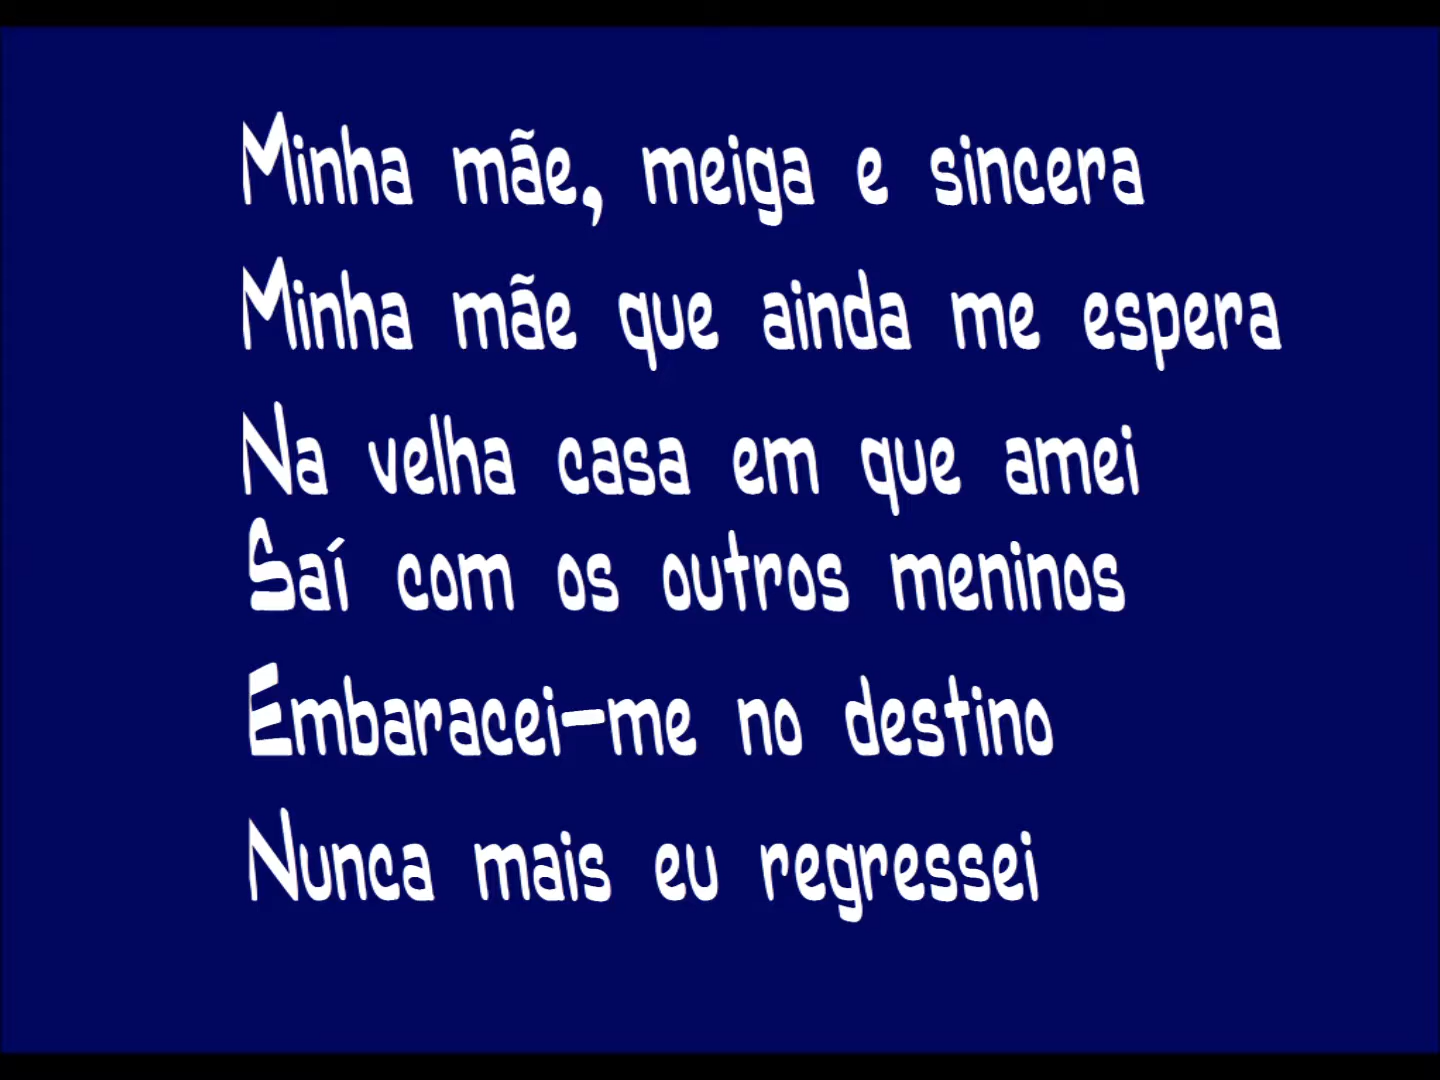 Minha mãe, meiga e sincera
Minha mãe que ainda me espera
Na velha casa em que amei
Saí com os outros meninos
Embaracei-me no destino
Nunca mais eu regressei